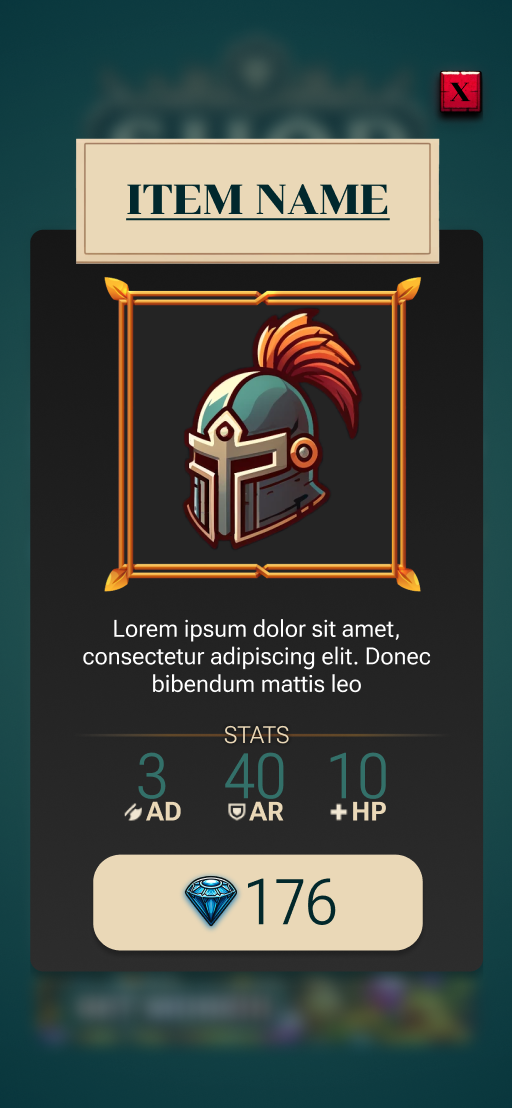 X
ITEM NAME
Lorem ipsum dolor sit amet,
consectetur adipiscing elit. Donec
bibendum mattis leo
STATS
3 40 10
AD AR HP
176